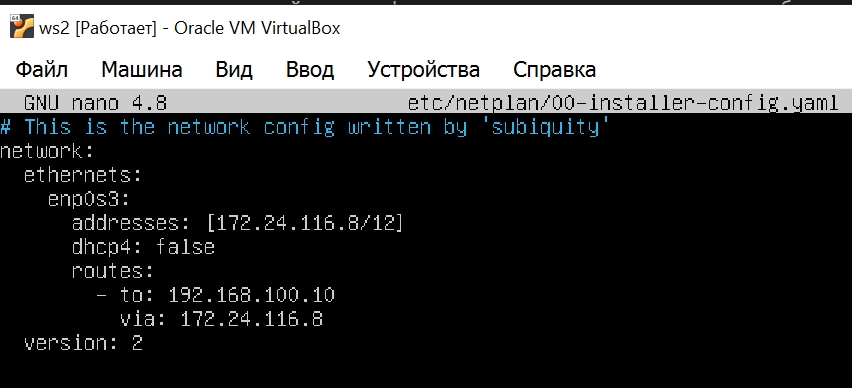 ws2 [Работает] - Oracle VM VirtualBox
Файл Машина Вид Ввод Устройства Справка
GNU nano 4.8 etc/netplan/00-installer-config.yaml
# This is the network config written by 'subiquity'
network:
  ethernets:
    enp0s3:
      addresses: [172.24.116.8/12]
      dhcp4: false
      routes:
        - to: 192.168.100.10
          via: 172.24.116.8
  version: 2